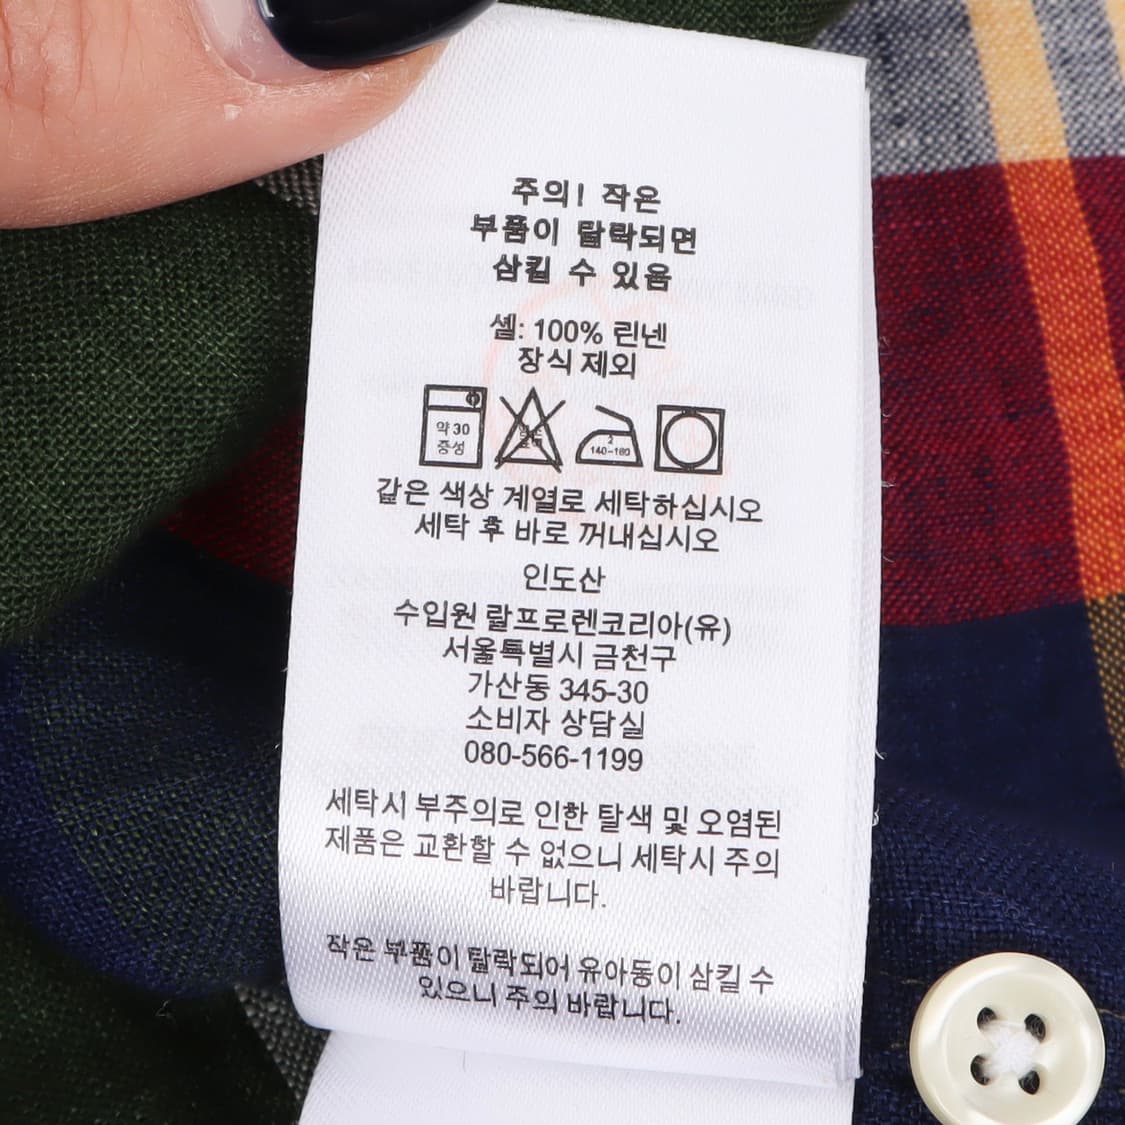 주의! 작은
부품이 탈락되면
삼킬 수 있음
셸: 100% 린넨
장식 제외
약 30
중성
2
140-160
같은 색상 계열로 세탁하십시오
세탁 후 바로 꺼내십시오
인도산
수입원 랄프로렌코리아(유)
서울특별시 금천구
가산동 345-30
소비자 상담실
080-566-1199
세탁시 부주의로 인한 탈색 및 오염된
제품은 교환할 수 없으니 세탁시 주의
바랍니다.
작은 부품이 탈락되어 유아동이 삼킬 수
있으니 주의 바랍니다.